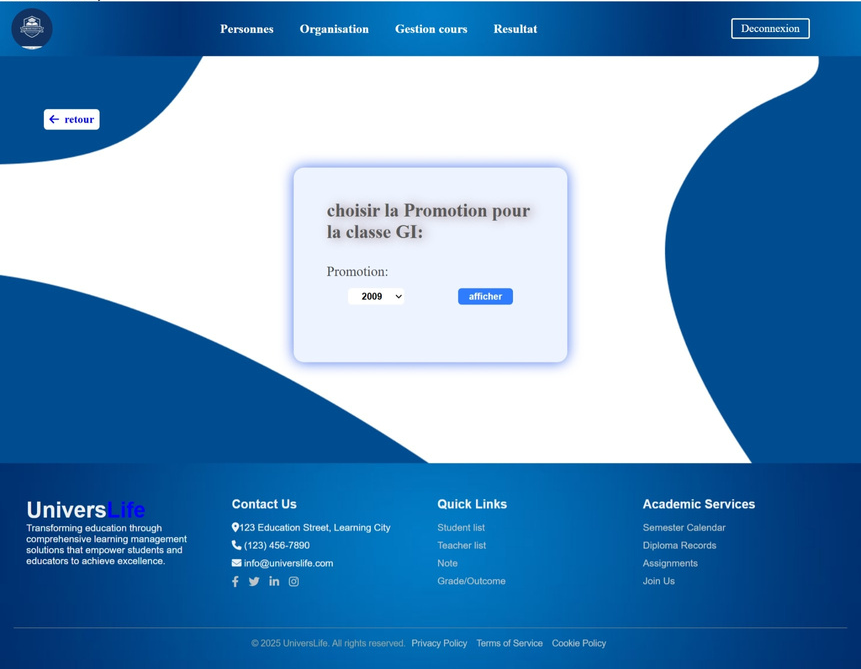 Personnes Organisation Gestion cours Resultat Deconnexion
retour
choisir la Promotion pour
la classe GI:
Promotion:
2009 afficher
UniversLife
Transforming education through
comprehensive learning management
solutions that empower students and
educators to achieve excellence.
Contact Us
123 Education Street, Learning City
(123) 456-7890
info@universlife.com
Quick Links
Student list
Teacher list
Note
Grade/Outcome
Academic Services
Semester Calendar
Diploma Records
Assignments
Join Us
© 2025 UniversLife. All rights reserved. Privacy Policy Terms of Service Cookie Policy